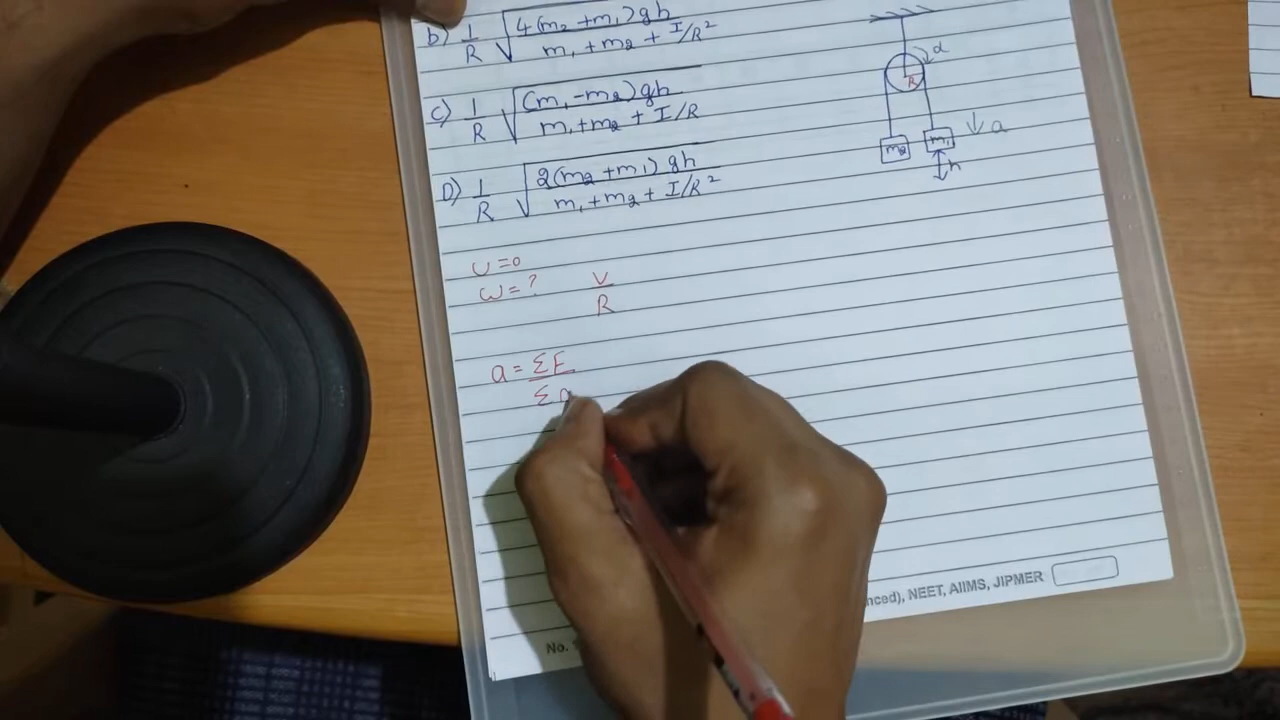 b) 1/R √(4(m2 +m1)gh / m1+m2 + I/R²)
c) 1/R √((m1-m2)gh / m1+m2 + I/R)
D) 1/R √(2(m2 +m1)gh / m1+m2 + I/R²)
α
R
m2
m1
↓a
h
u=0
ω=? v/R
a = ΣF / Σ
nced), NEET, AIIMS, JIPMER
No.